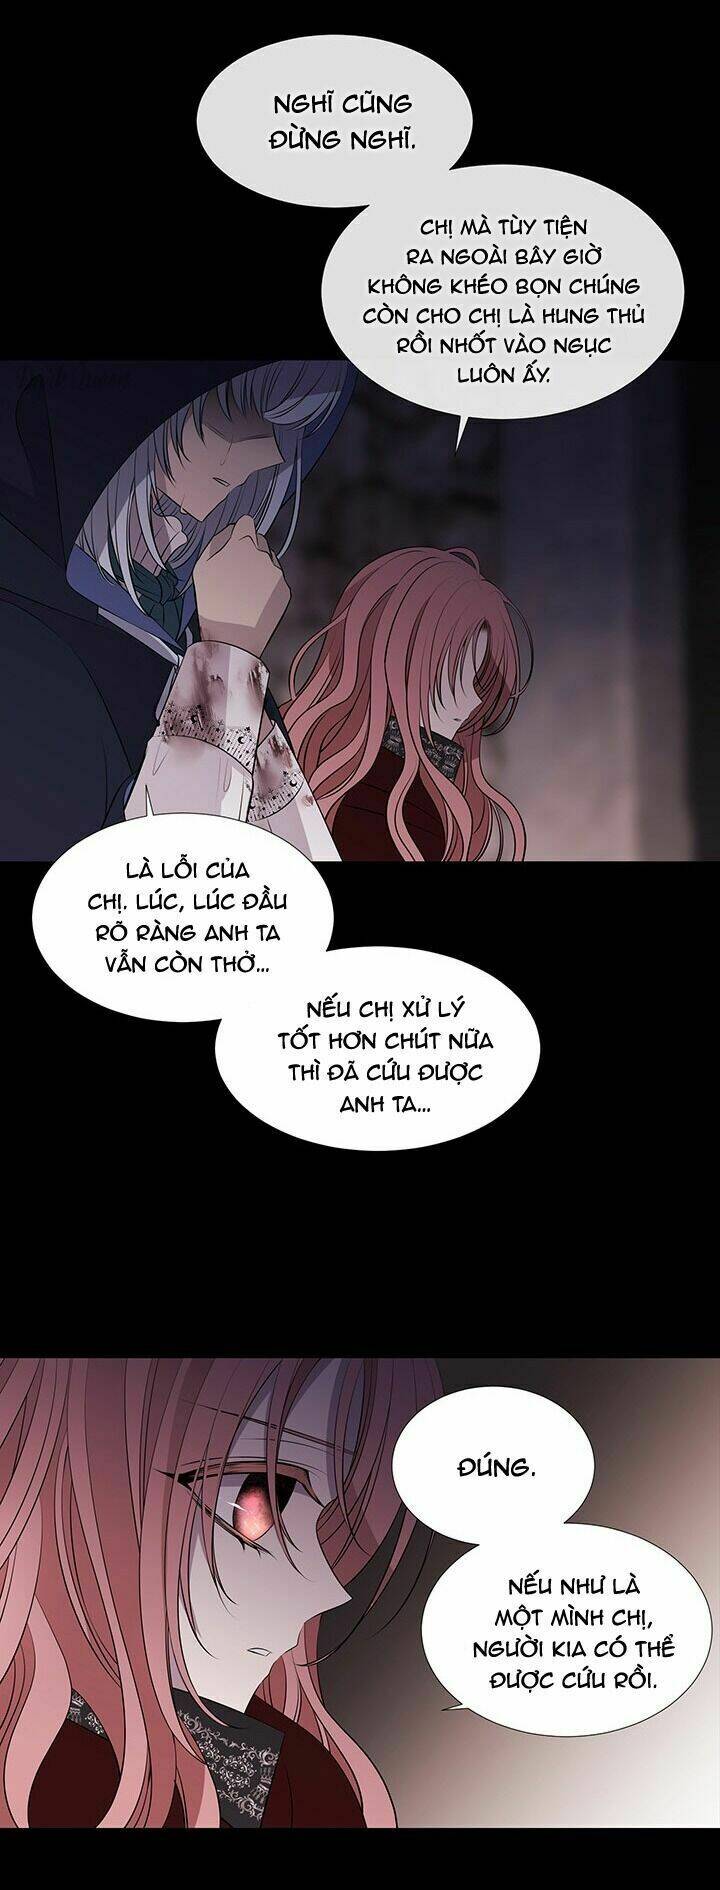 NGHĨ CŨNG
ĐỪNG NGHĨ.
CHỊ MÀ TÙY TIỆN
RA NGOÀI BÂY GIỜ
KHÔNG KHÉO BỌN CHÚNG
CÒN CHO CHỊ LÀ HUNG THỦ
RỒI NHỐT VÀO NGỤC
LUÔN ẤY.
LÀ LỖI CỦA
CHỊ. LÚC, LÚC ĐẦU
RÕ RÀNG ANH TA
VẪN CÒN THỞ...
NẾU CHỊ XỬ LÝ
TỐT HƠN CHÚT NỮA
THÌ ĐÃ CỨU ĐƯỢC
ANH TA...
ĐÚNG.
NẾU NHƯ LÀ
MỘT MÌNH CHỊ,
NGƯỜI KIA CÓ THỂ
ĐƯỢC CỨU RỒI.